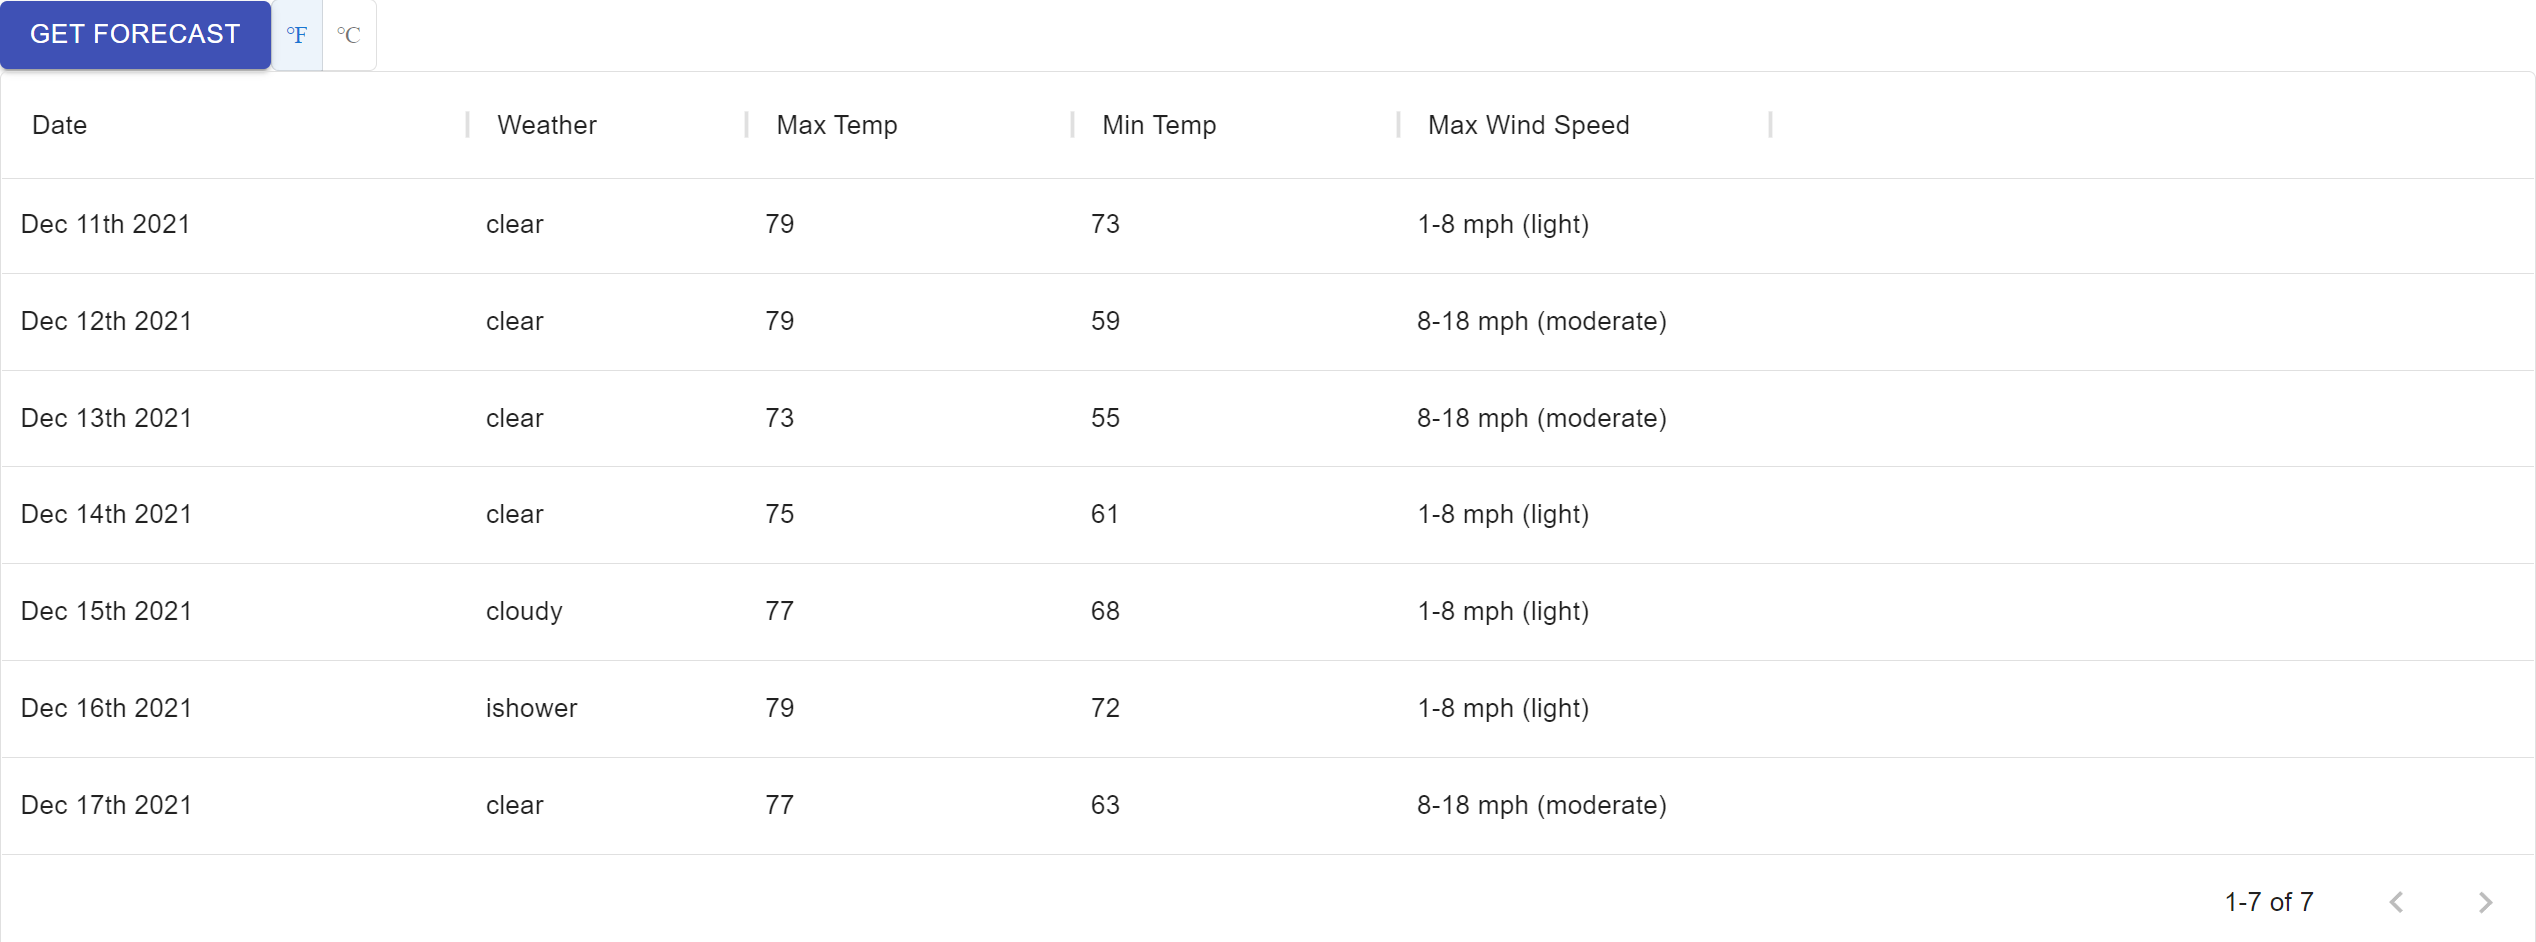 GET FORECAST °F °C
Date Weather Max Temp Min Temp Max Wind Speed
Dec 11th 2021 clear 79 73 1-8 mph (light)
Dec 12th 2021 clear 79 59 8-18 mph (moderate)
Dec 13th 2021 clear 73 55 8-18 mph (moderate)
Dec 14th 2021 clear 75 61 1-8 mph (light)
Dec 15th 2021 cloudy 77 68 1-8 mph (light)
Dec 16th 2021 ishower 79 72 1-8 mph (light)
Dec 17th 2021 clear 77 63 8-18 mph (moderate)
1-7 of 7